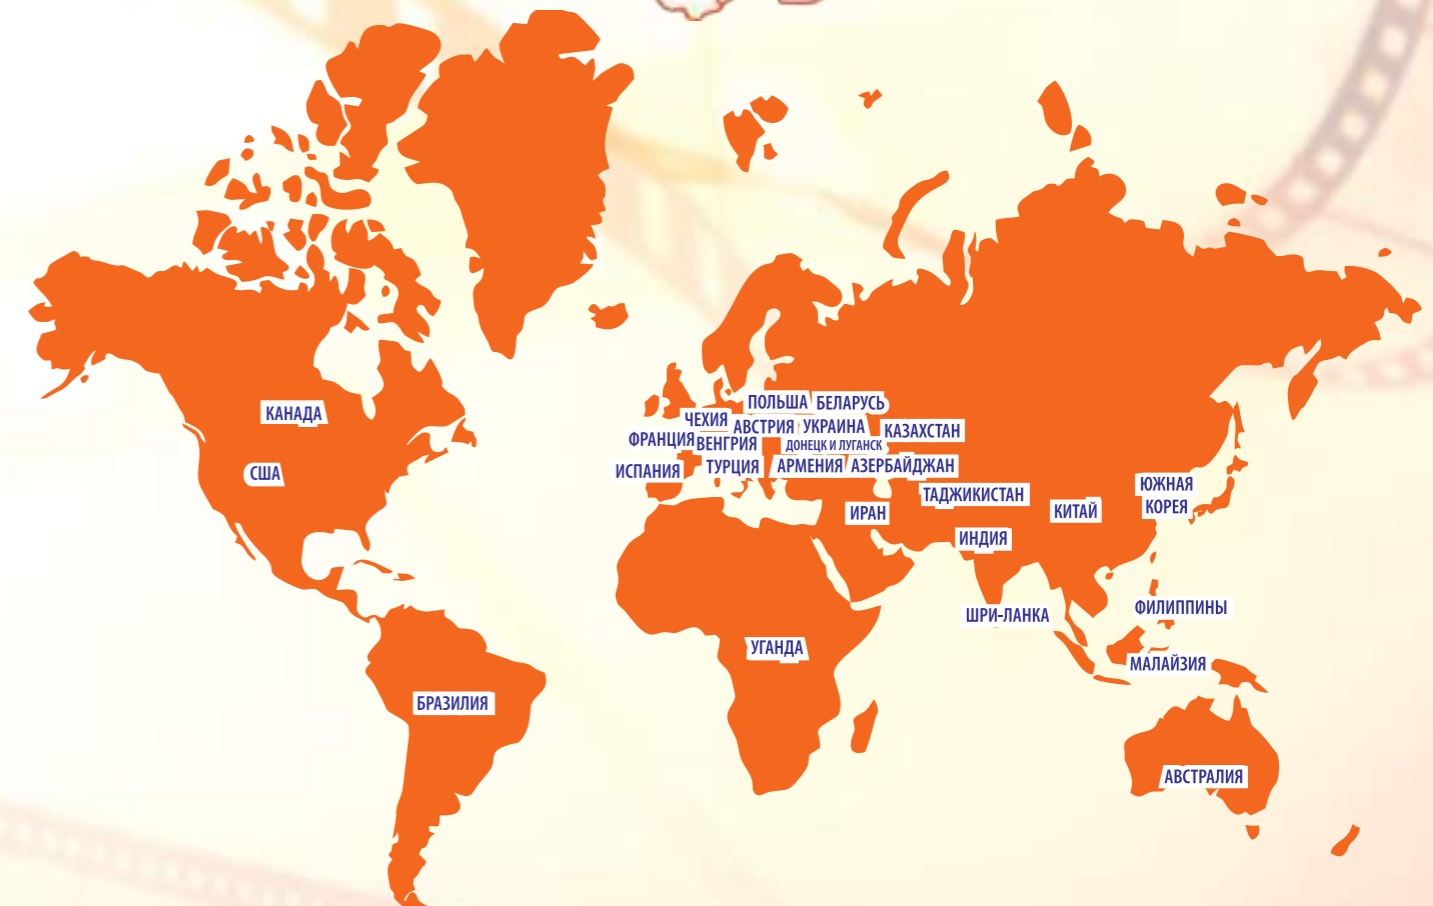 КАНАДА
США
БРАЗИЛИЯ
ПОЛЬША
БЕЛАРУСЬ
ЧЕХИЯ
АВСТРИЯ
УКРАИНА
КАЗАХСТАН
ФРАНЦИЯ
ВЕНГРИЯ
ДОНЕЦК И ЛУГАНСК
ИСПАНИЯ
ТУРЦИЯ
АРМЕНИЯ
АЗЕРБАЙДЖАН
ТАДЖИКИСТАН
ИРАН
КИТАЙ
ЮЖНАЯ
КОРЕЯ
ИНДИЯ
ШРИ-ЛАНКА
ФИЛИППИНЫ
УГАНДА
МАЛАЙЗИЯ
АВСТРАЛИЯ